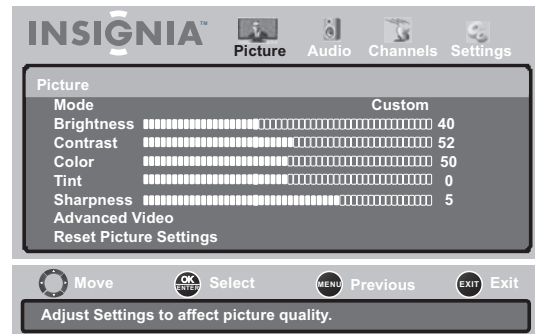 INSIGNIA™
Picture Audio Channels Settings
Picture
Mode Custom
Brightness 40
Contrast 52
Color 50
Tint 0
Sharpness 5
Advanced Video
Reset Picture Settings
Move OK ENTER Select MENU Previous EXIT Exit
Adjust Settings to affect picture quality.